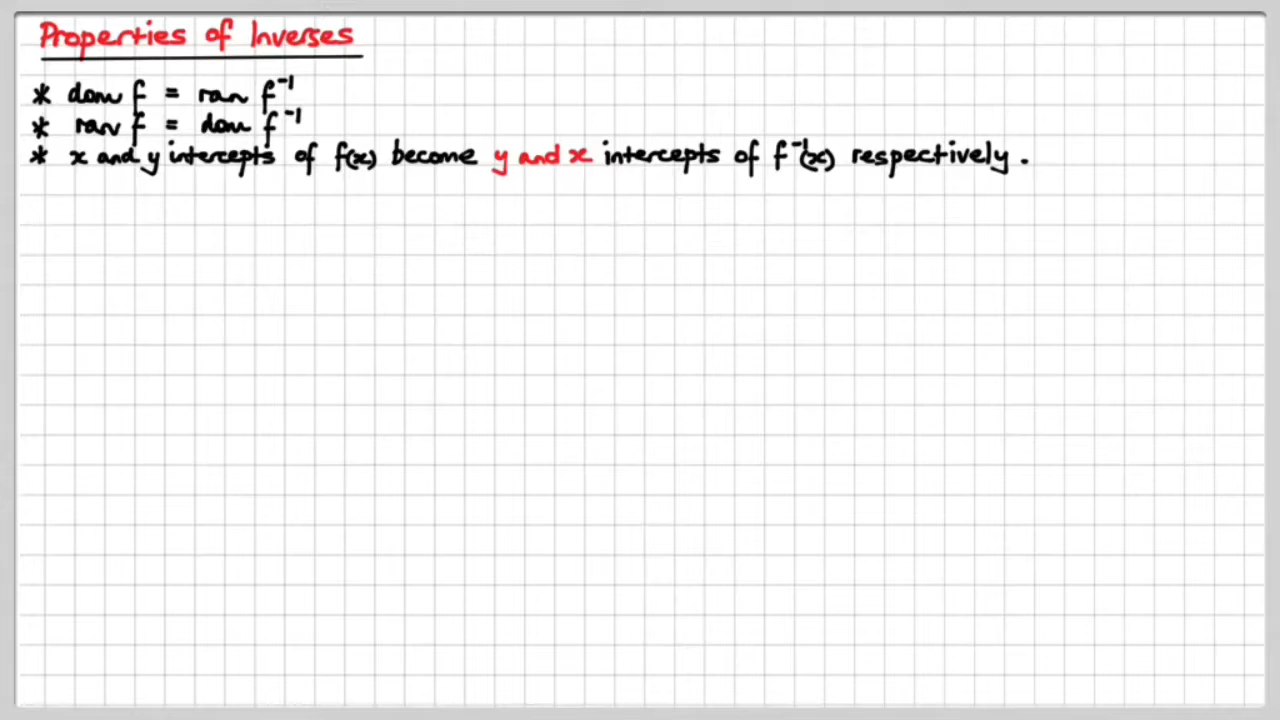 Properties of Inverses
* dom f = ran f⁻¹
* ran f = dom f⁻¹
* x and y intercepts of f(x) become y and x intercepts of f⁻¹(x) respectively.